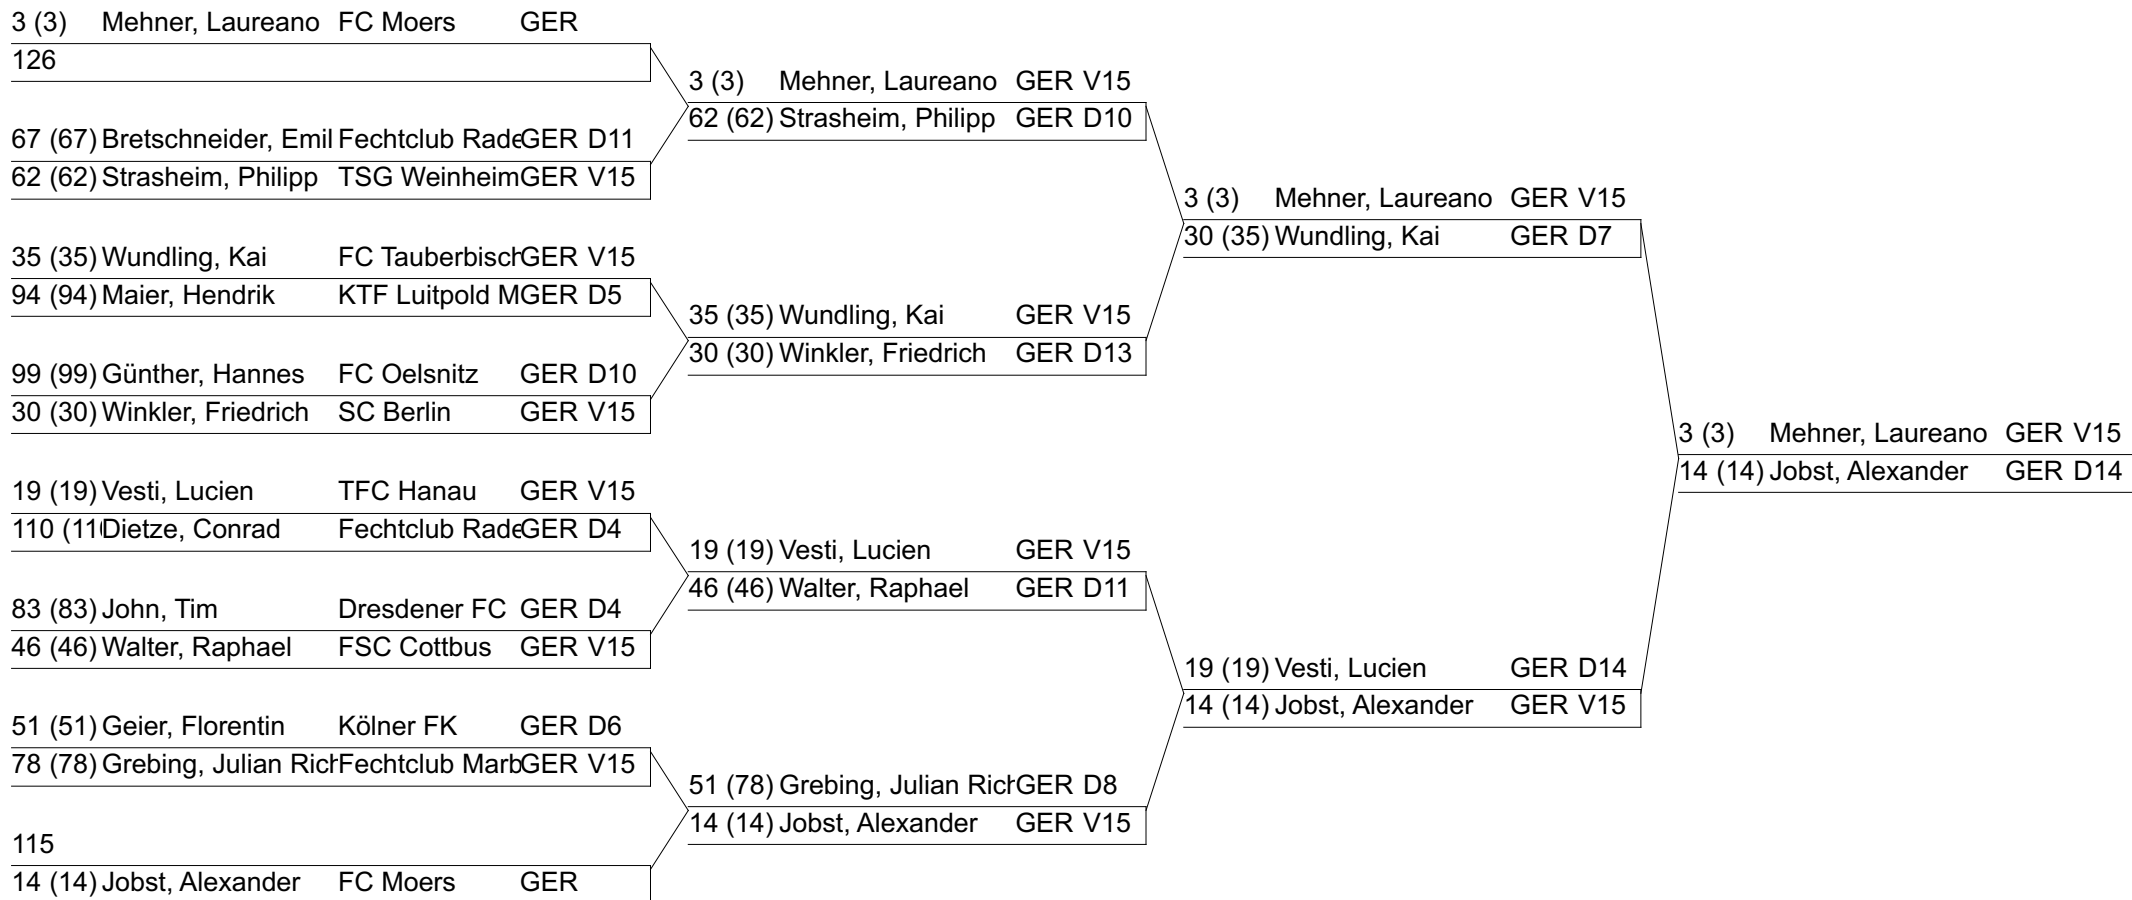 3 (3) Mehner, Laureano FC Moers GER
126
67 (67) Bretschneider, Emil Fechtclub Rade GER D11
62 (62) Strasheim, Philipp TSG Weinheim GER V15
35 (35) Wundling, Kai FC Tauberbisch GER V15
94 (94) Maier, Hendrik KTF Luitpold M GER D5
99 (99) Günther, Hannes FC Oelsnitz GER D10
30 (30) Winkler, Friedrich SC Berlin GER V15
19 (19) Vesti, Lucien TFC Hanau GER V15
110 (110 Dietze, Conrad Fechtclub Rade GER D4
83 (83) John, Tim Dresdener FC GER D4
46 (46) Walter, Raphael FSC Cottbus GER V15
51 (51) Geier, Florentin Kölner FK GER D6
78 (78) Grebing, Julian Rich Fechtclub Marb GER V15
115
14 (14) Jobst, Alexander FC Moers GER
3 (3) Mehner, Laureano GER V15
62 (62) Strasheim, Philipp GER D10
35 (35) Wundling, Kai GER V15
30 (30) Winkler, Friedrich GER D13
19 (19) Vesti, Lucien GER V15
46 (46) Walter, Raphael GER D11
51 (78) Grebing, Julian Rich GER D8
14 (14) Jobst, Alexander GER V15
3 (3) Mehner, Laureano GER V15
30 (35) Wundling, Kai GER D7
19 (19) Vesti, Lucien GER D14
14 (14) Jobst, Alexander GER V15
3 (3) Mehner, Laureano GER V15
14 (14) Jobst, Alexander GER D14